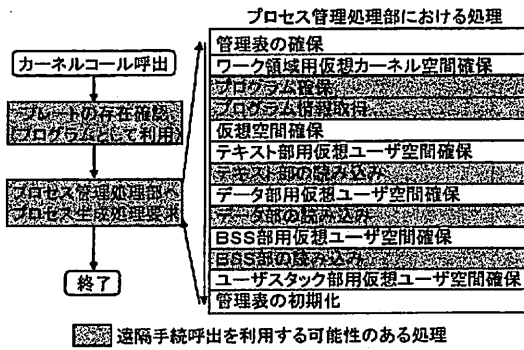 プロセス管理処理部における処理
カーネルコール呼出
プレートの存在確認
(プログラムとして利用)
プロセス管理処理部へ
プロセス生成処理要求
終了
管理表の確保
ワーク領域用仮想カーネル空間確保
プログラム確保
プログラム情報取得
仮想空間確保
テキスト部用仮想ユーザ空間確保
テキスト部の読み込み
データ部用仮想ユーザ空間確保
データ部の読み込み
BSS部用仮想ユーザ空間確保
BSS部の読み込み
ユーザスタック部用仮想ユーザ空間確保
管理表の初期化
遠隔手続呼出を利用する可能性のある処理